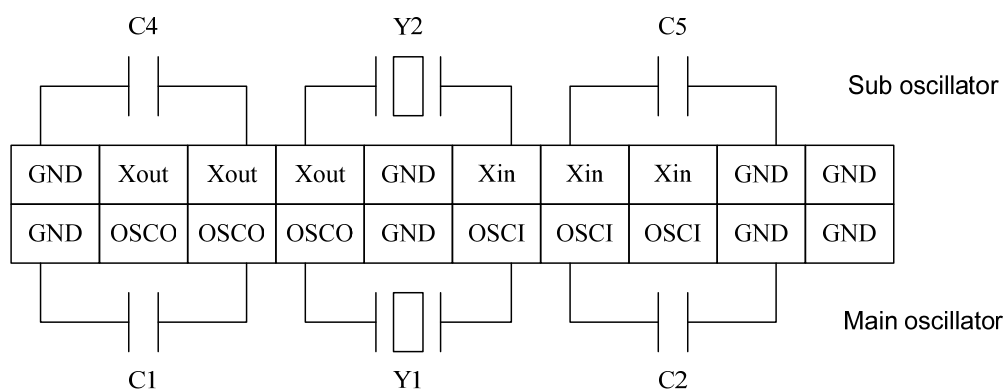 C4 Y2 C5
Sub oscillator
GND Xout Xout Xout GND Xin Xin Xin GND GND
GND OSCO OSCO OSCO GND OSCI OSCI OSCI GND GND
Main oscillator
C1 Y1 C2